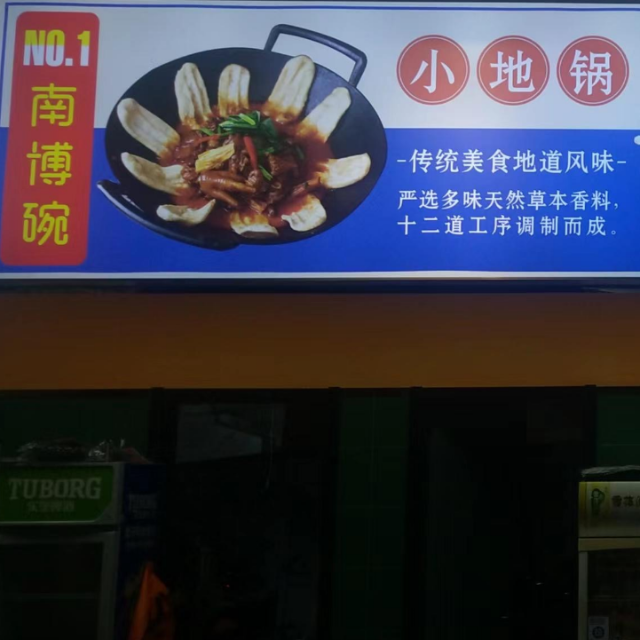 NO.1
南博碗
小地锅
-传统美食地道风味-
严选多味天然草本香料,
十二道工序调制而成。
TUBORG